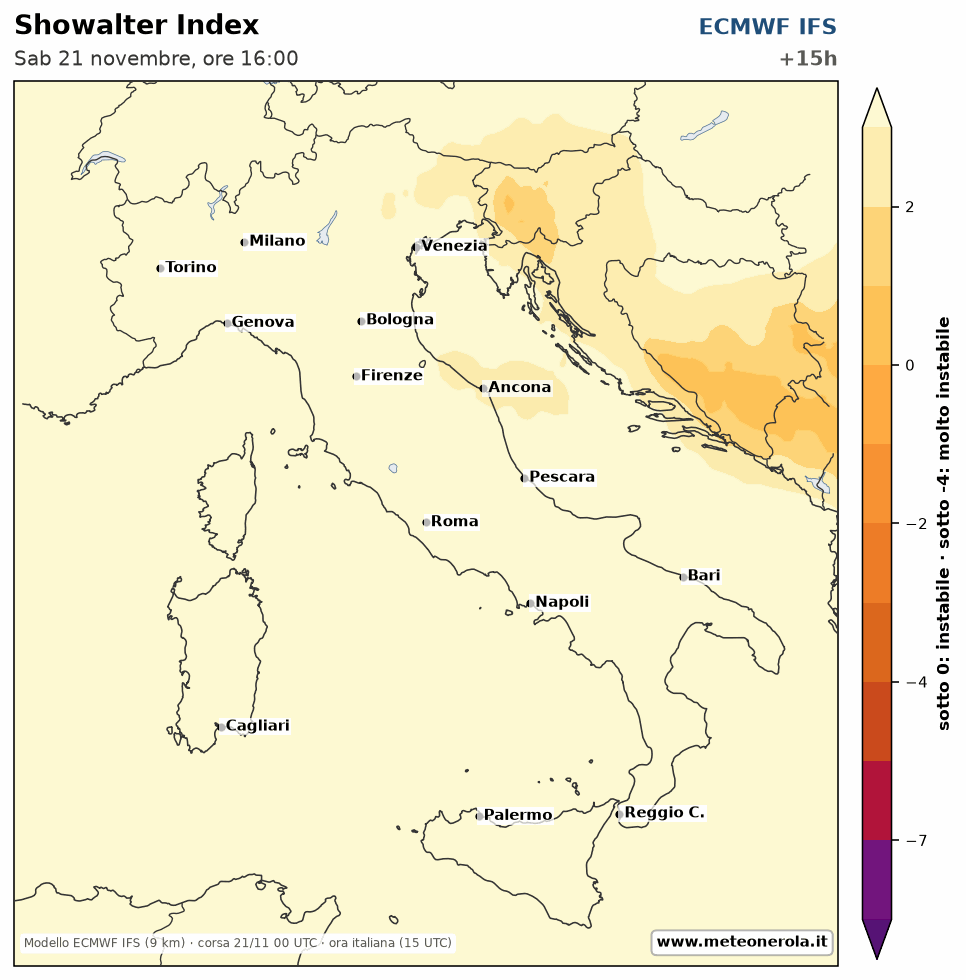 Showalter Index
ECMWF IFS
Sab 21 novembre, ore 16:00
+15h
Milano
Venezia
Torino
Genova
Bologna
Firenze
Ancona
Pescara
Roma
Bari
Napoli
Cagliari
Palermo
Reggio C.
2
0
−2
−4
−7
sotto 0: instabile · sotto -4: molto instabile
Modello ECMWF IFS (9 km) · corsa 21/11 00 UTC · ora italiana (15 UTC)
www.meteonerola.it